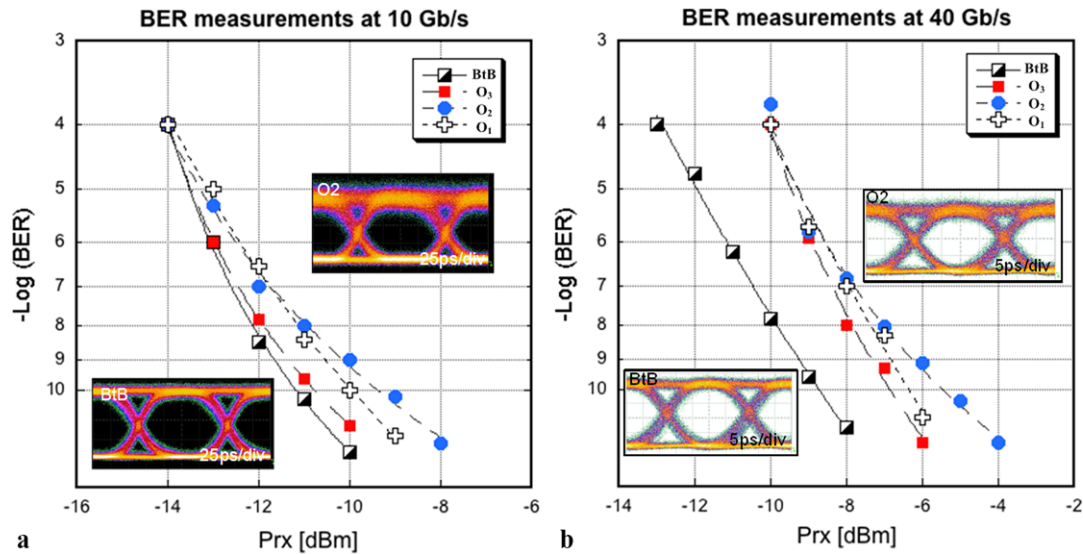 BER measurements at 10 Gb/s
3
4
5
6
7
8
9
10
-Log (BER)
BtB
O3
O2
O1
O2
25ps/div
BtB
25ps/div
-16 -14 -12 -10 -8 -6
Prx [dBm]
a
BER measurements at 40 Gb/s
3
4
5
6
7
8
9
10
-Log (BER)
BtB
O3
O2
O1
O2
5ps/div
BtB
5ps/div
-14 -12 -10 -8 -6 -4 -2
Prx [dBm]
b